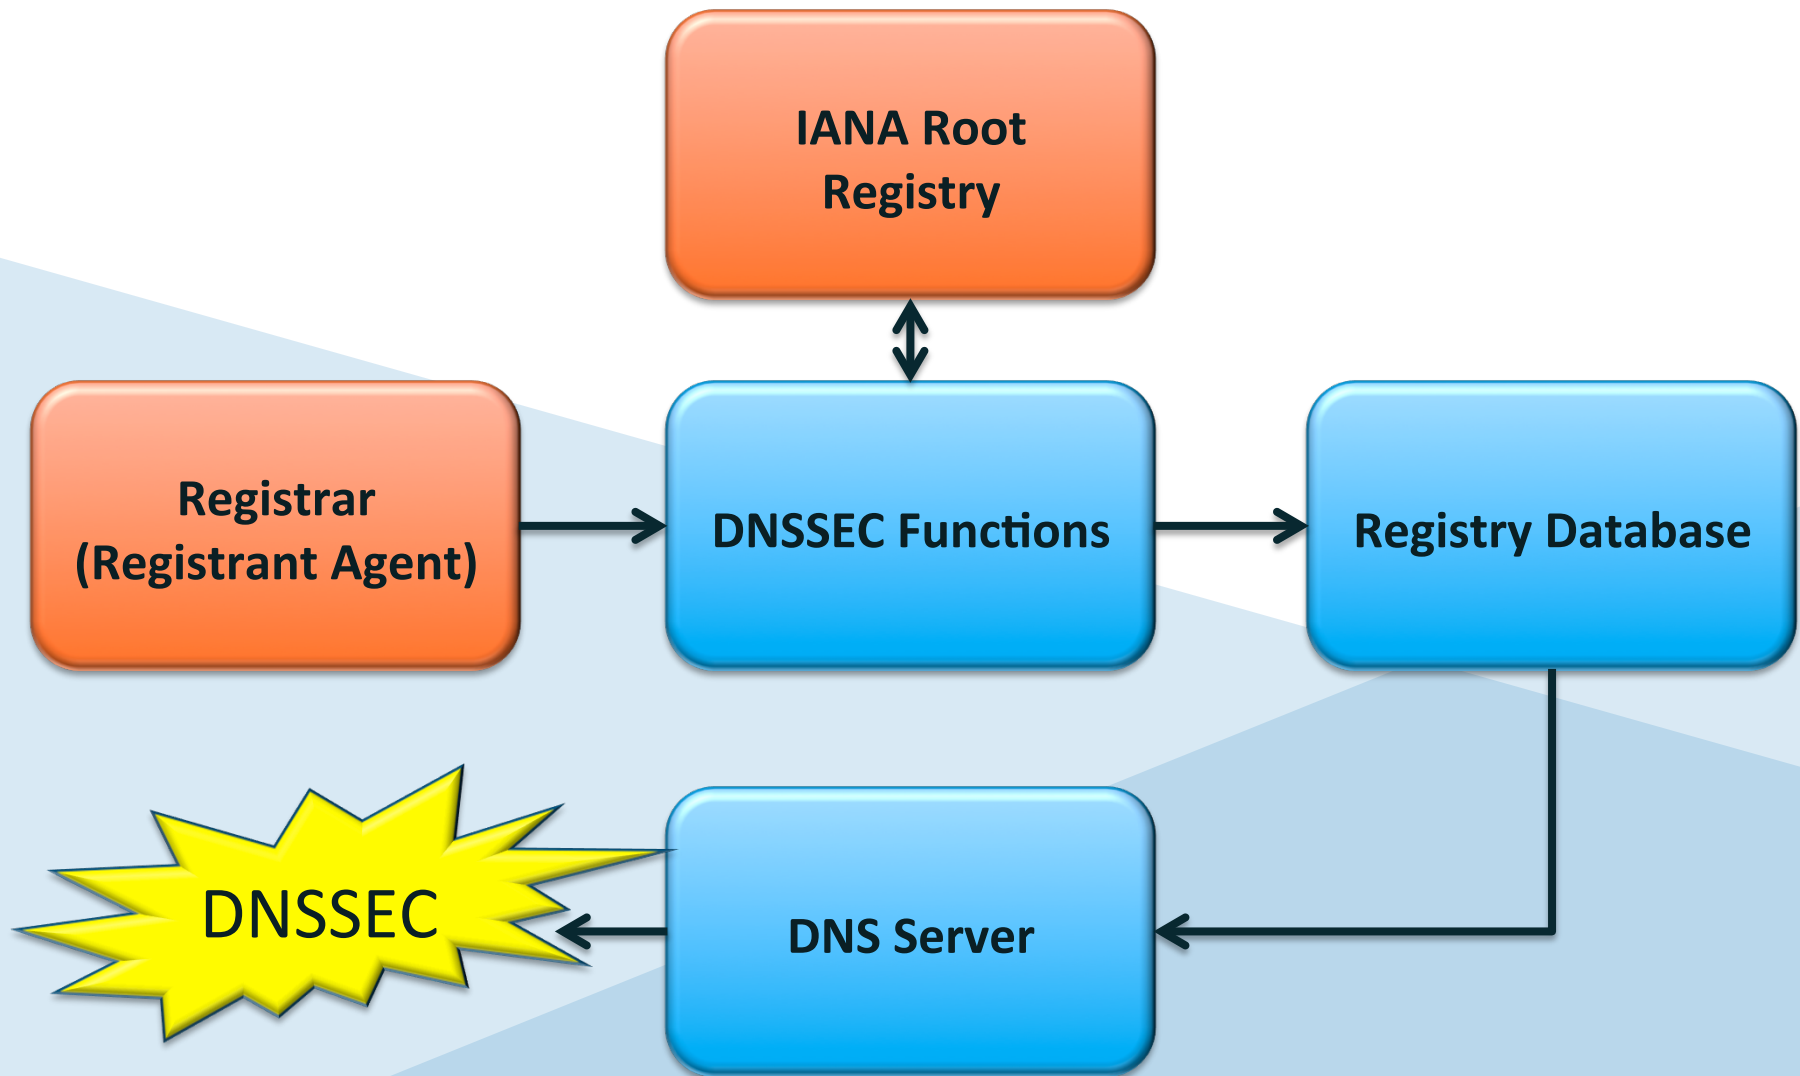 IANA Root
Registry
Registrar
(Registrant Agent)
DNSSEC Functions
Registry Database
DNSSEC
DNS Server